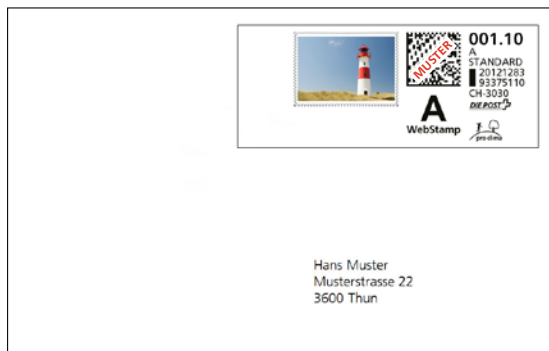 MUSTER
001.10
A
STANDARD
20121283
93375110
CH-3030
DIE POST
A
WebStamp
pro clima
Hans Muster
Musterstrasse 22
3600 Thun